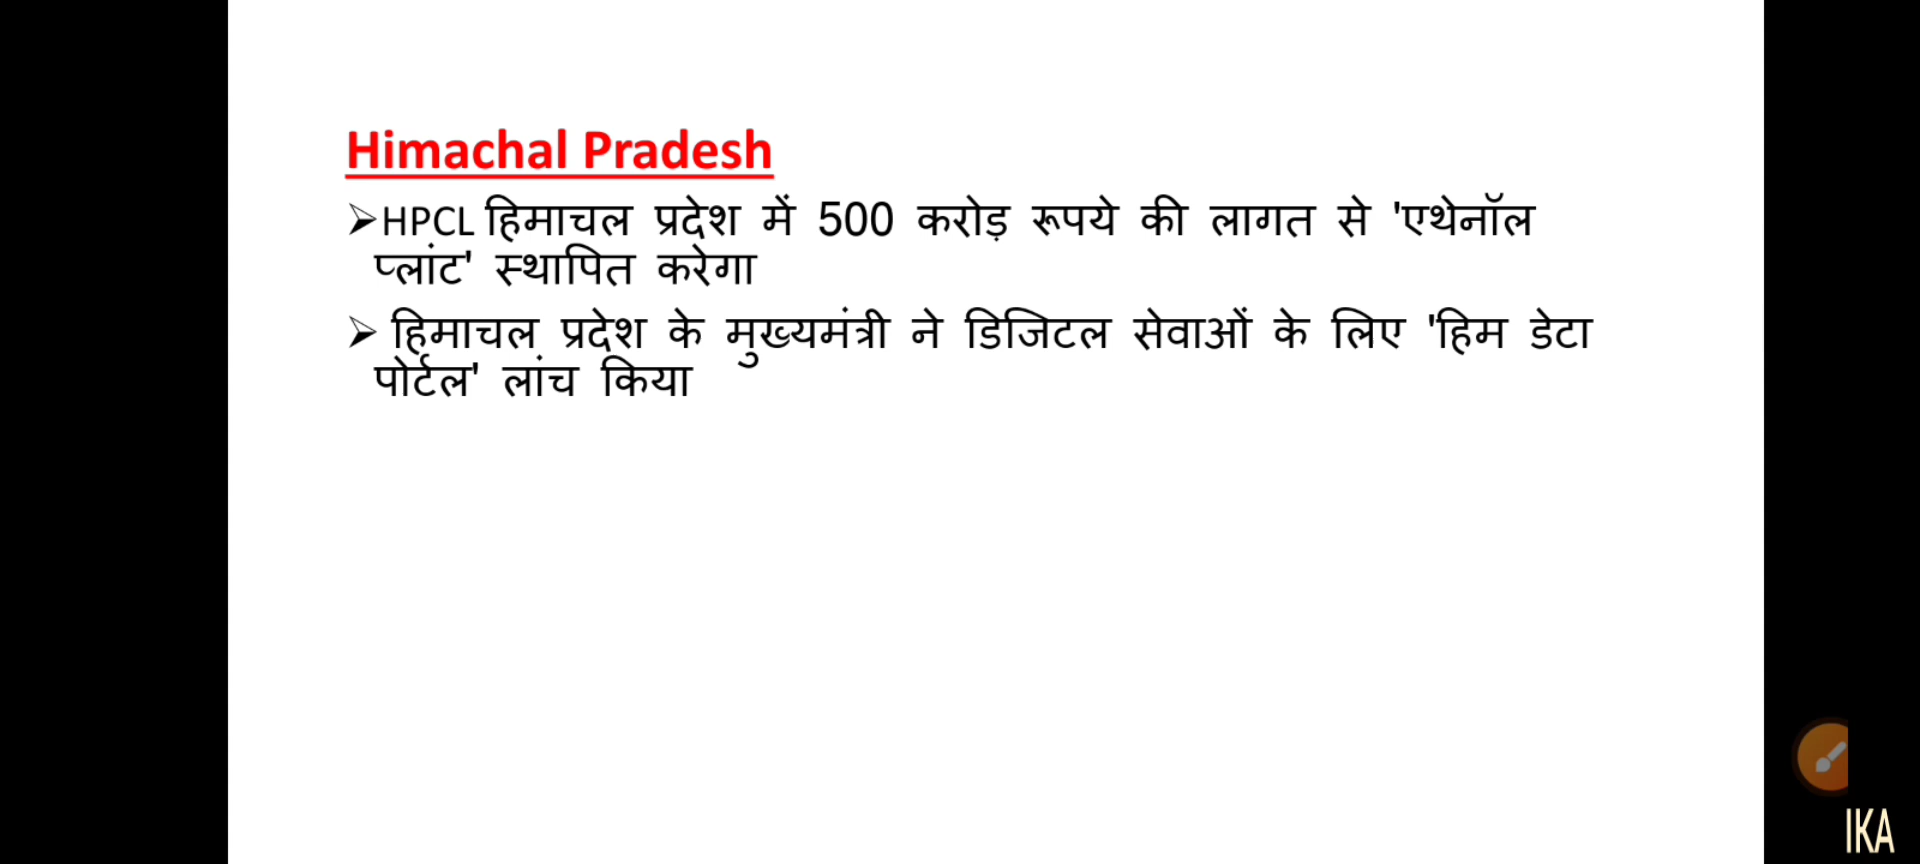 Himachal Pradesh
➢HPCL हिमाचल प्रदेश में 500 करोड़ रूपये की लागत से 'एथेनॉल
प्लांट' स्थापित करेगा
➢ हिमाचल प्रदेश के मुख्यमंत्री ने डिजिटल सेवाओं के लिए 'हिम डेटा
पोर्टल' लांच किया
IKA